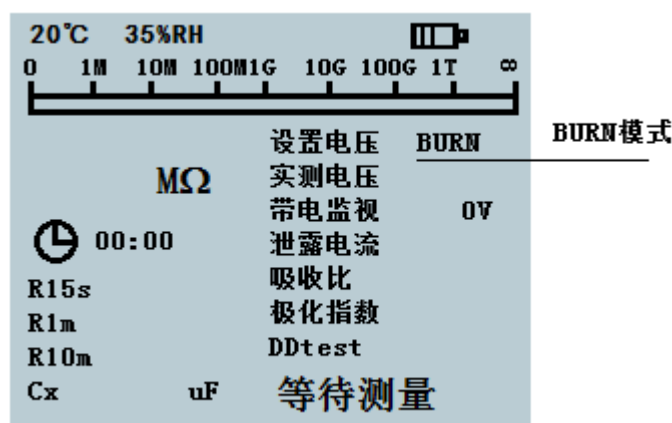 20℃ 35%RH
0 1M 10M 100M1G 10G 100G 1T ∞
设置电压 BURN
BURN模式
MΩ
实测电压
带电监视 0V
00:00
泄露电流
R15s
吸收比
R1m
极化指数
R10m
DDtest
Cx uF
等待测量